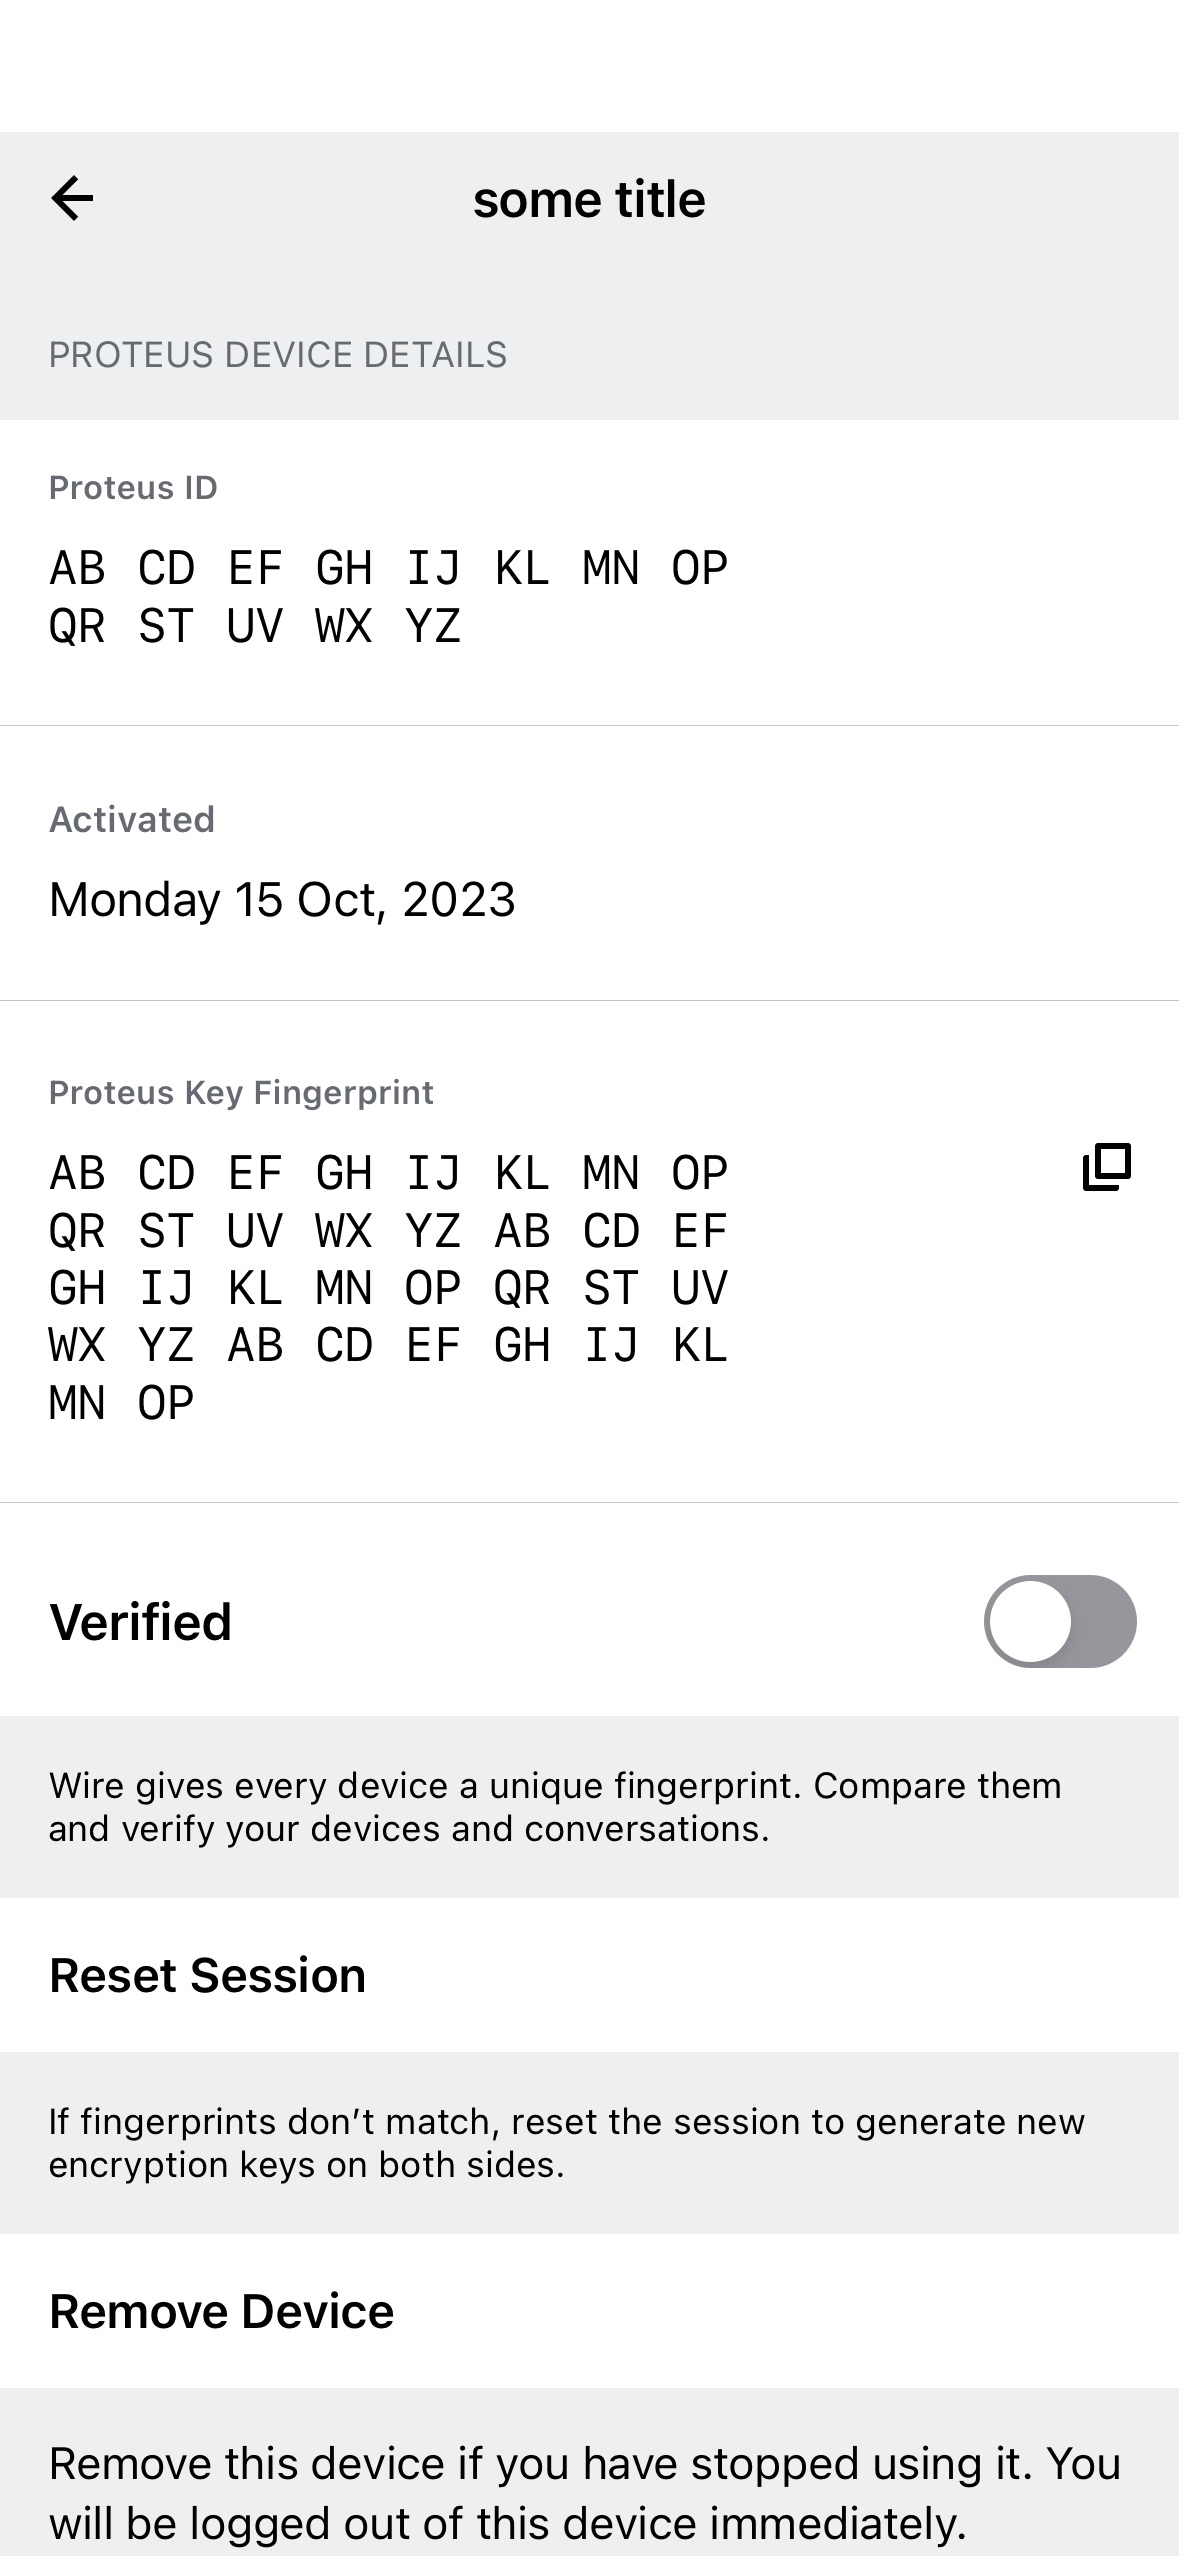 some title
PROTEUS DEVICE DETAILS
Proteus ID
AB CD EF GH IJ KL MN OP
QR ST UV WX YZ
Activated
Monday 15 Oct, 2023
Proteus Key Fingerprint
AB CD EF GH IJ KL MN OP
QR ST UV WX YZ AB CD EF
GH IJ KL MN OP QR ST UV
WX YZ AB CD EF GH IJ KL
MN OP
Verified
Wire gives every device a unique fingerprint. Compare them
and verify your devices and conversations.
Reset Session
If fingerprints don’t match, reset the session to generate new
encryption keys on both sides.
Remove Device
Remove this device if you have stopped using it. You
will be logged out of this device immediately.